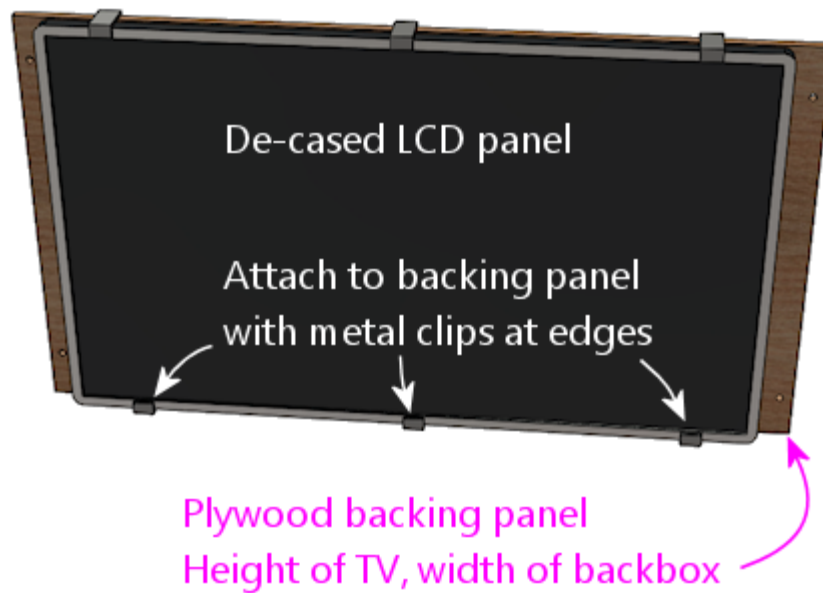 De-cased LCD panel
Attach to backing panel
with metal clips at edges
Plywood backing panel
Height of TV, width of backbox